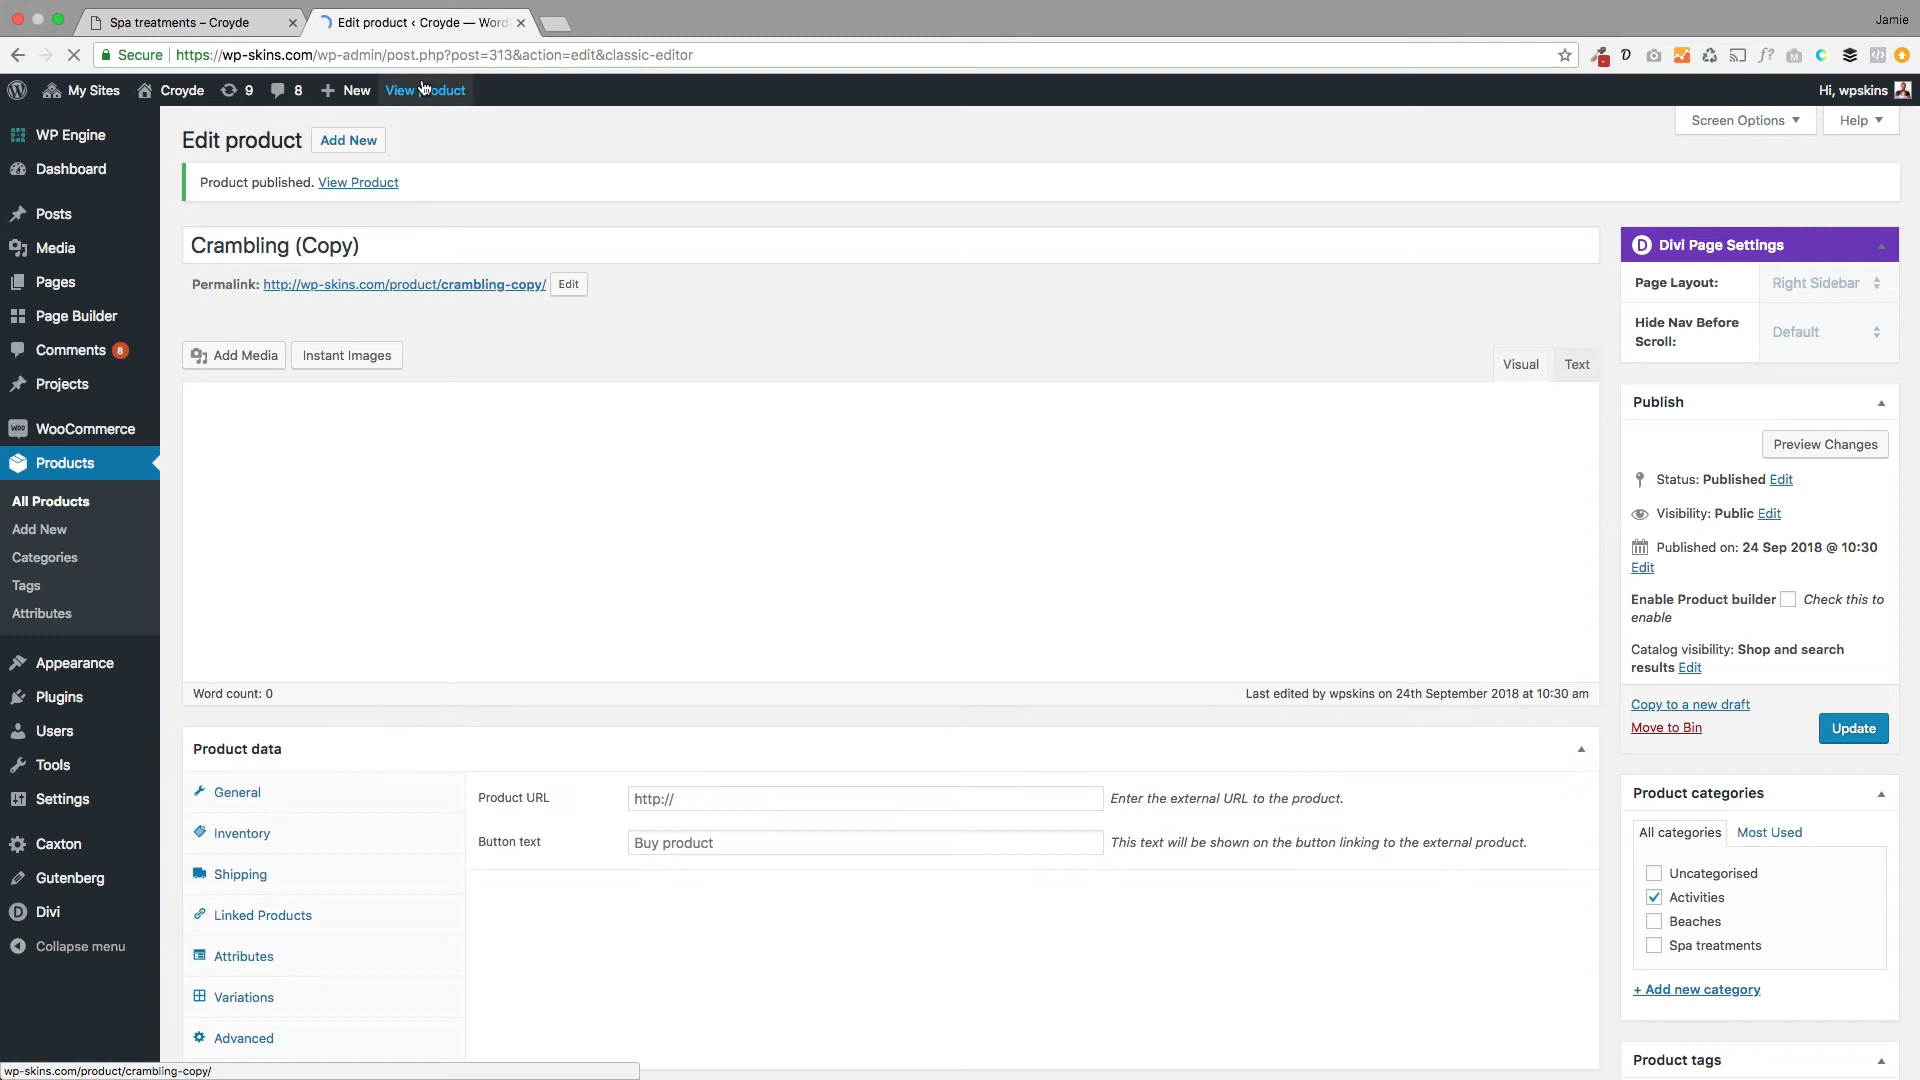 Spa treatments – Croyde
Edit product ‹ Croyde — Word
Jamie
Secure
https://wp-skins.com/wp-admin/post.php?post=313&action=edit&classic-editor
My Sites
Croyde
9
8
New
View Product
Hi, wpskins
WP Engine
Dashboard
Posts
Media
Pages
Page Builder
Comments 8
Projects
WooCommerce
Products
All Products
Add New
Categories
Tags
Attributes
Appearance
Plugins
Users
Tools
Settings
Caxton
Gutenberg
Divi
Collapse menu
Screen Options
Help
Edit product
Add New
Product published. View Product
Crambling (Copy)
Permalink: http://wp-skins.com/product/crambling-copy/ Edit
Add Media
Instant Images
Visual
Text
Word count: 0
Last edited by wpskins on 24th September 2018 at 10:30 am
Product data
General
Inventory
Shipping
Linked Products
Attributes
Variations
Advanced
Product URL
http://
Enter the external URL to the product.
Button text
Buy product
This text will be shown on the button linking to the external product.
Divi Page Settings
Page Layout:
Right Sidebar
Hide Nav Before
Scroll:
Default
Publish
Preview Changes
Status: Published Edit
Visibility: Public Edit
Published on: 24 Sep 2018 @ 10:30
Edit
Enable Product builder Check this to
enable
Catalog visibility: Shop and search
results Edit
Copy to a new draft
Move to Bin
Update
Product categories
All categories
Most Used
Uncategorised
Activities
Beaches
Spa treatments
+ Add new category
Product tags
wp-skins.com/product/crambling-copy/